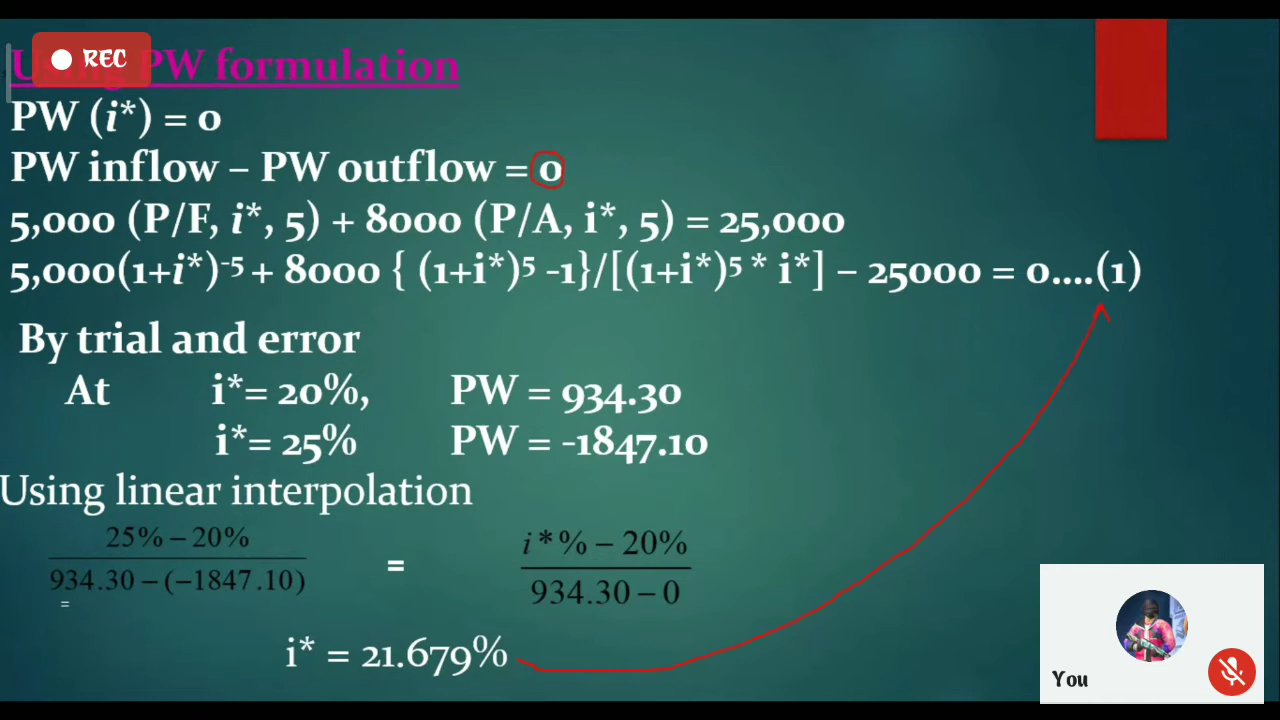 REC
Using PW formulation
PW (i*) = 0
PW inflow – PW outflow = 0
5,000 (P/F, i*, 5) + 8000 (P/A, i*, 5) = 25,000
5,000(1+i*)⁻⁵ + 8000 { (1+i*)⁵ -1}/[(1+i*)⁵ * i*] – 25000 = 0....(1)
By trial and error
At i*= 20%, PW = 934.30
i*= 25% PW = -1847.10
Using linear interpolation
25% – 20% / 934.30 – (–1847.10) = i*% – 20% / 934.30 – 0
=
i* = 21.679%
You